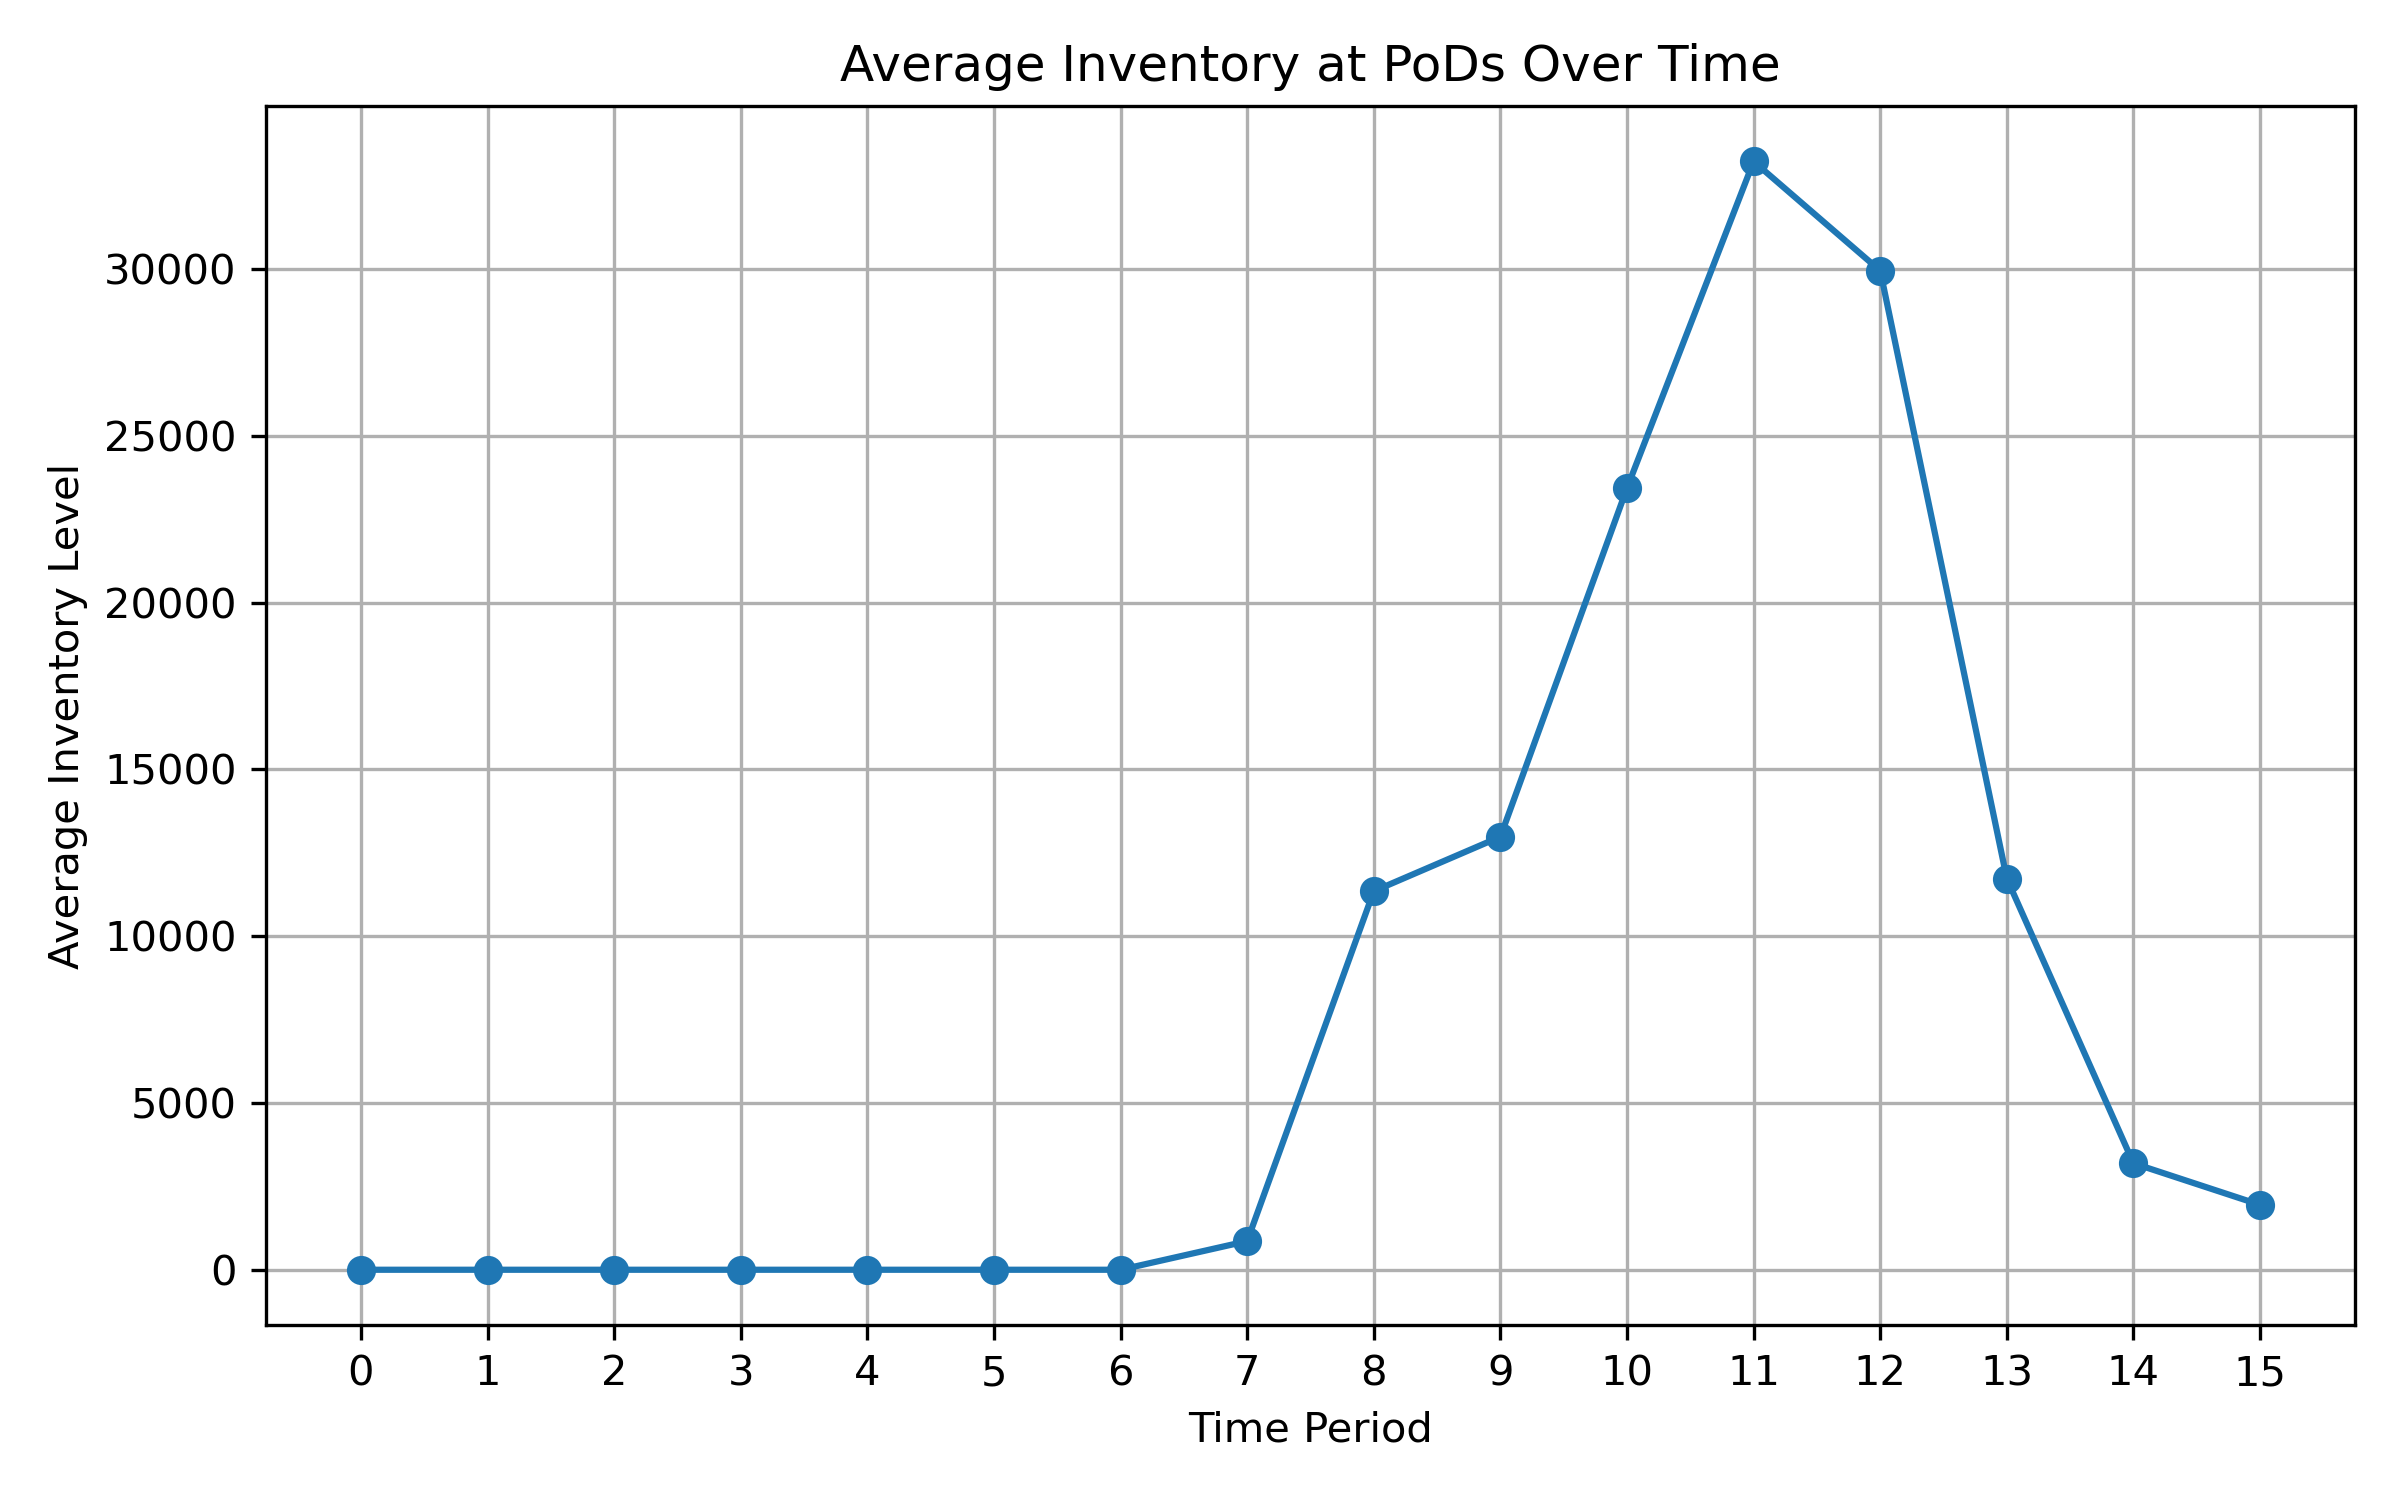 Average Inventory at PoDs Over Time
Average Inventory Level
30000
25000
20000
15000
10000
5000
0
0 1 2 3 4 5 6 7 8 9 10 11 12 13 14 15
Time Period